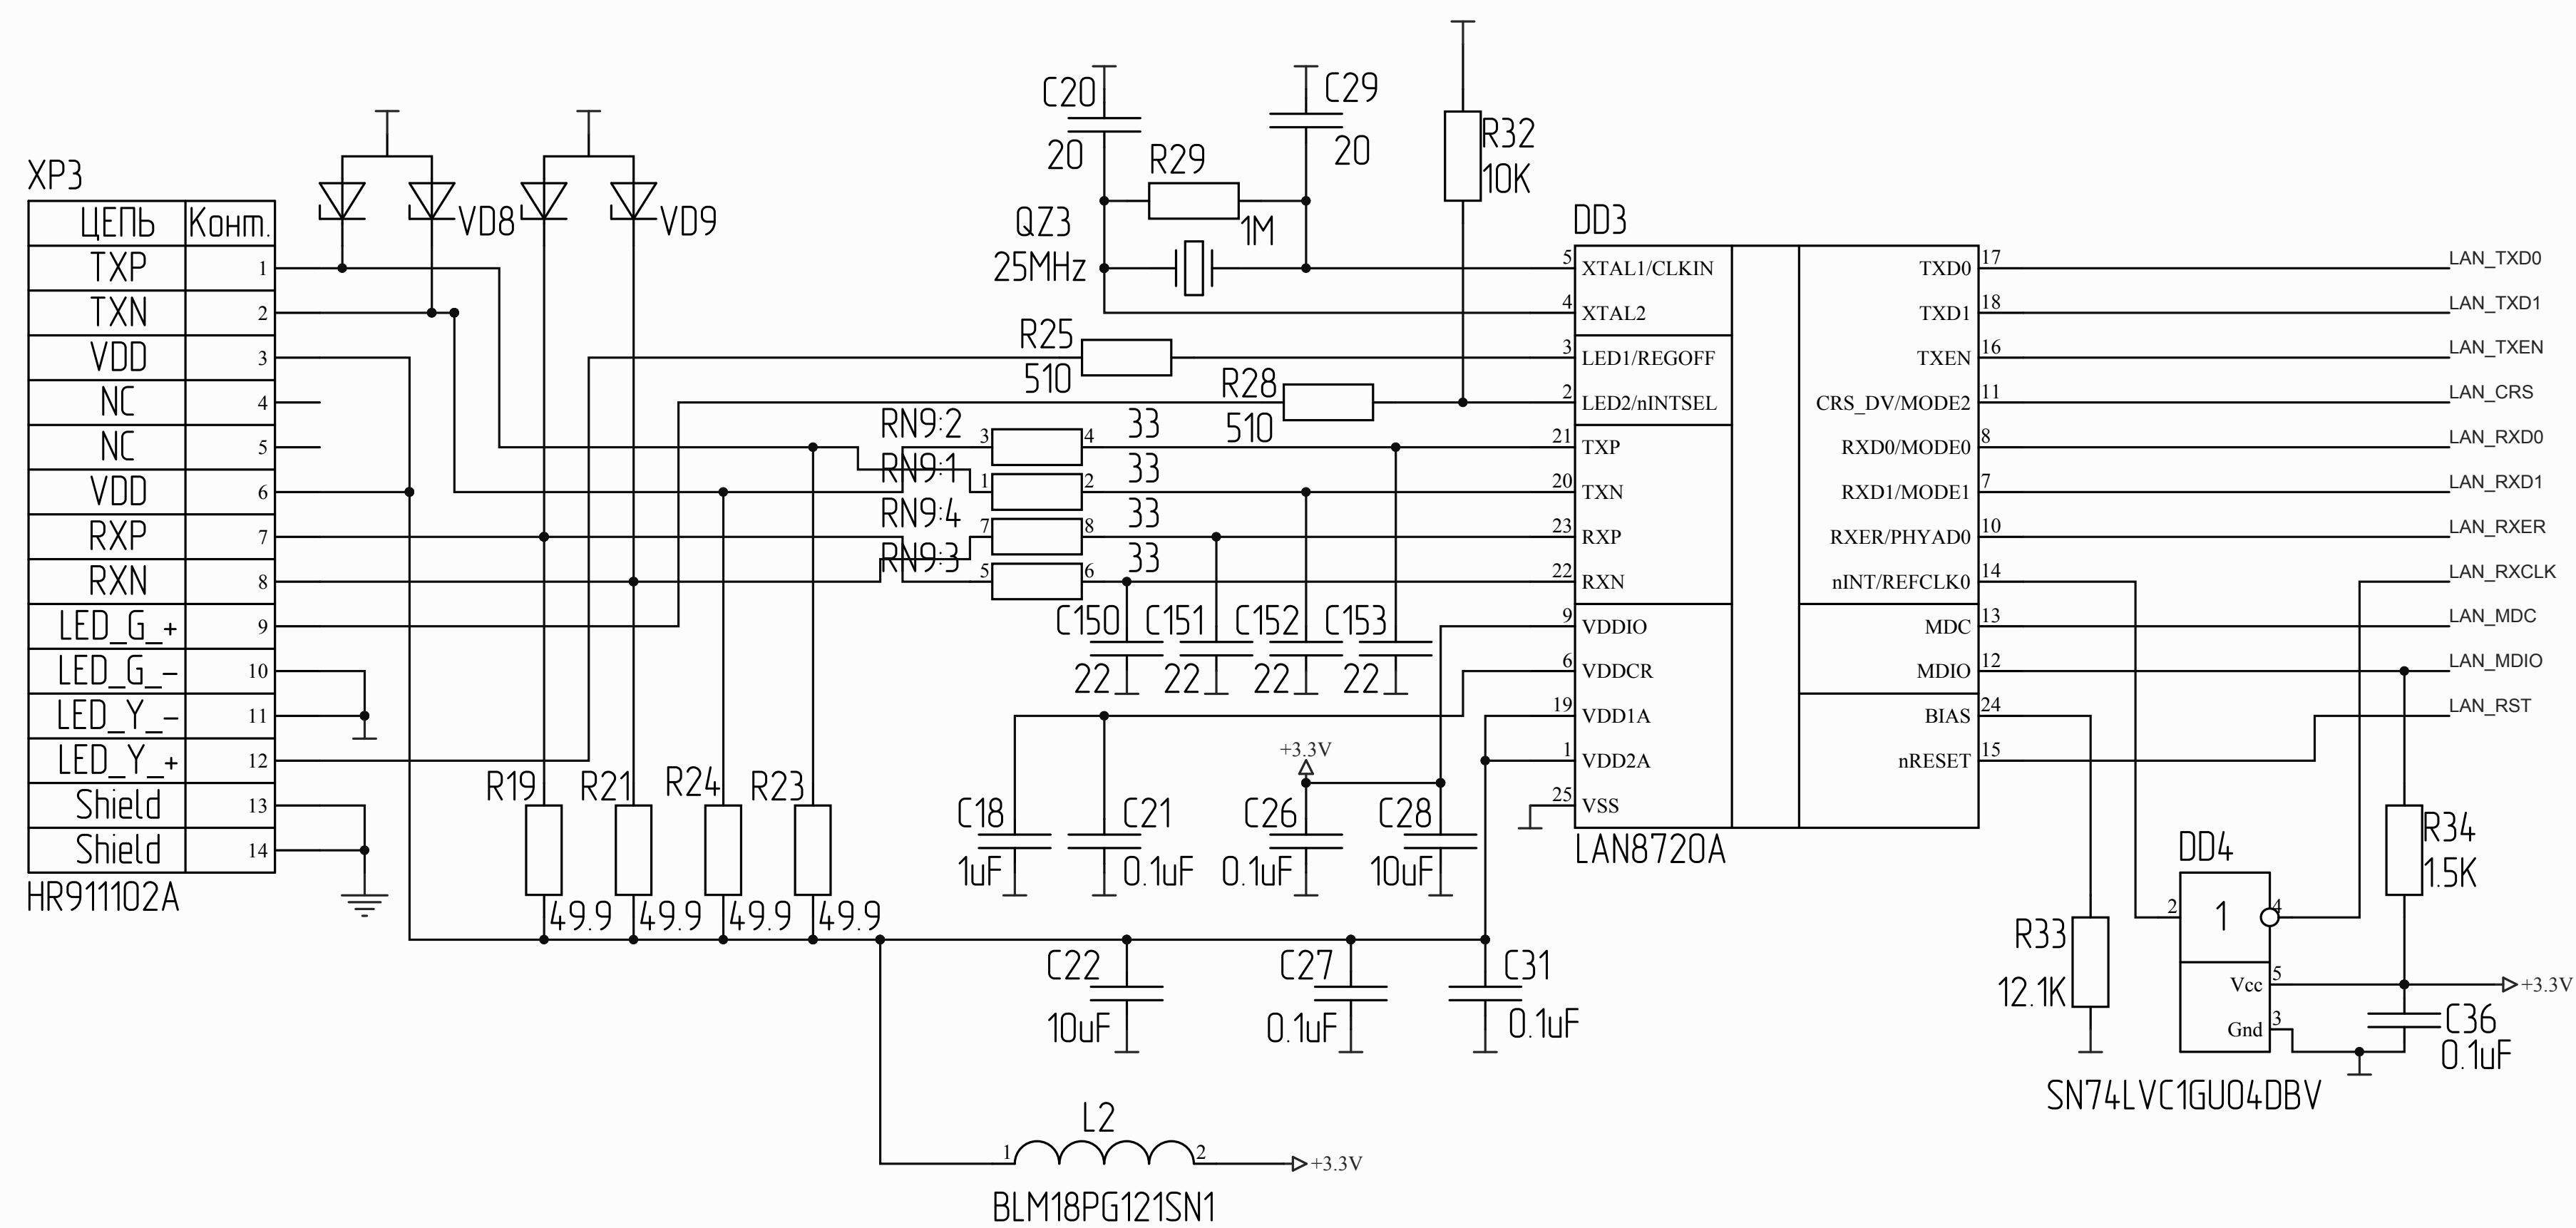 XP3
ЦЕПЬ Конт.
TXP 1
TXN 2
VDD 3
NC 4
NC 5
VDD 6
RXP 7
RXN 8
LED_G_+ 9
LED_G_- 10
LED_Y_- 11
LED_Y_+ 12
Shield 13
Shield 14
HR911102A
VD8
VD9
R19
49.9
R21
49.9
R24
49.9
R23
49.9
C20
20
C29
20
R29
1M
QZ3
25MHz
R32
10K
R25
510
R28
510
RN9:2 3 4 33
RN9:1 1 2 33
RN9:4 7 8 33
RN9:3 5 6 33
C150
22
C151
22
C152
22
C153
22
C18
1uF
C21
0.1uF
+3.3V
C26
0.1uF
C28
10uF
C22
10uF
C27
0.1uF
C31
0.1uF
L2
1 2
+3.3V
BLM18PG121SN1
DD3
5 XTAL1/CLKIN
4 XTAL2
3 LED1/REGOFF
2 LED2/nINTSEL
21 TXP
20 TXN
23 RXP
22 RXN
9 VDDIO
6 VDDCR
19 VDD1A
1 VDD2A
25 VSS
LAN8720A
TXD0 17 LAN_TXD0
TXD1 18 LAN_TXD1
TXEN 16 LAN_TXEN
CRS_DV/MODE2 11 LAN_CRS
RXD0/MODE0 8 LAN_RXD0
RXD1/MODE1 7 LAN_RXD1
RXER/PHYAD0 10 LAN_RXER
nINT/REFCLK0 14 LAN_RXCLK
MDC 13 LAN_MDC
MDIO 12 LAN_MDIO
BIAS 24 LAN_RST
nRESET 15
R33
12.1K
DD4
2 1 4
Vcc 5
Gnd 3
SN74LVC1GU04DBV
R34
1.5K
+3.3V
C36
0.1uF